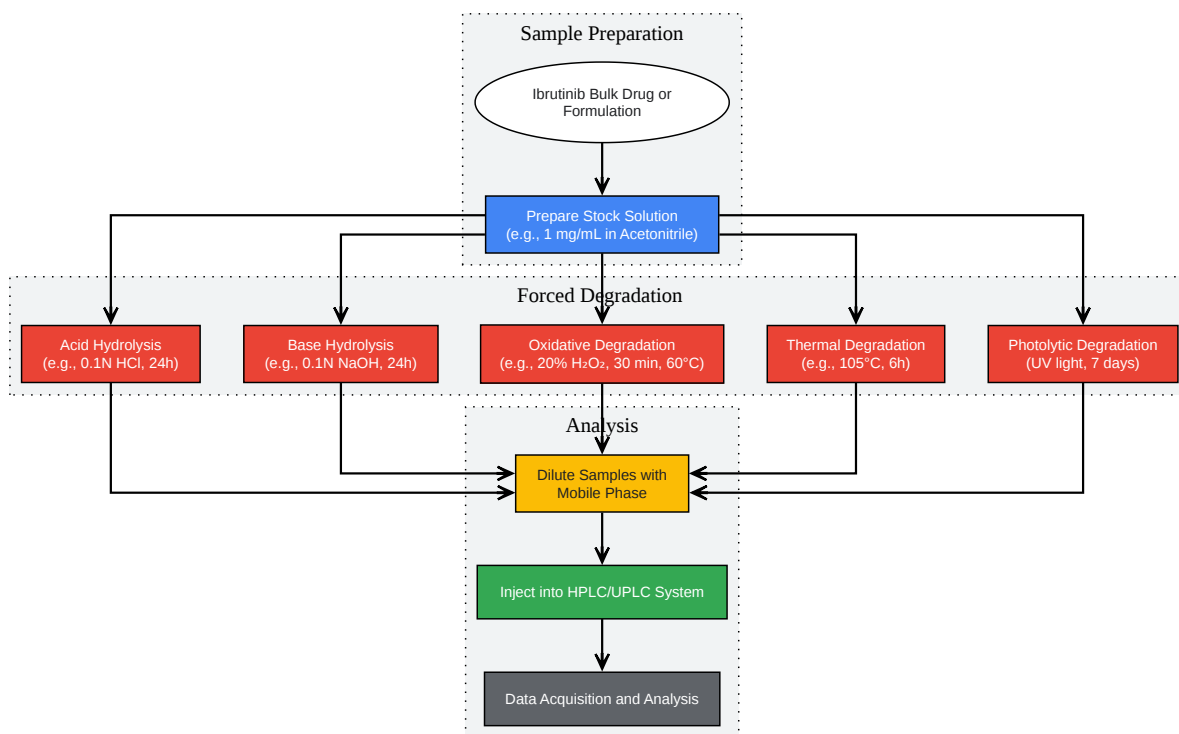 Sample Preparation
Ibrutinib Bulk Drug or
Formulation
Prepare Stock Solution
(e.g., 1 mg/mL in Acetonitrile)
Forced Degradation
Acid Hydrolysis
(e.g., 0.1N HCl, 24h)
Base Hydrolysis
(e.g., 0.1N NaOH, 24h)
Oxidative Degradation
(e.g., 20% H₂O₂, 30 min, 60°C)
Thermal Degradation
(e.g., 105°C, 6h)
Photolytic Degradation
(UV light, 7 days)
Analysis
Dilute Samples with
Mobile Phase
Inject into HPLC/UPLC System
Data Acquisition and Analysis